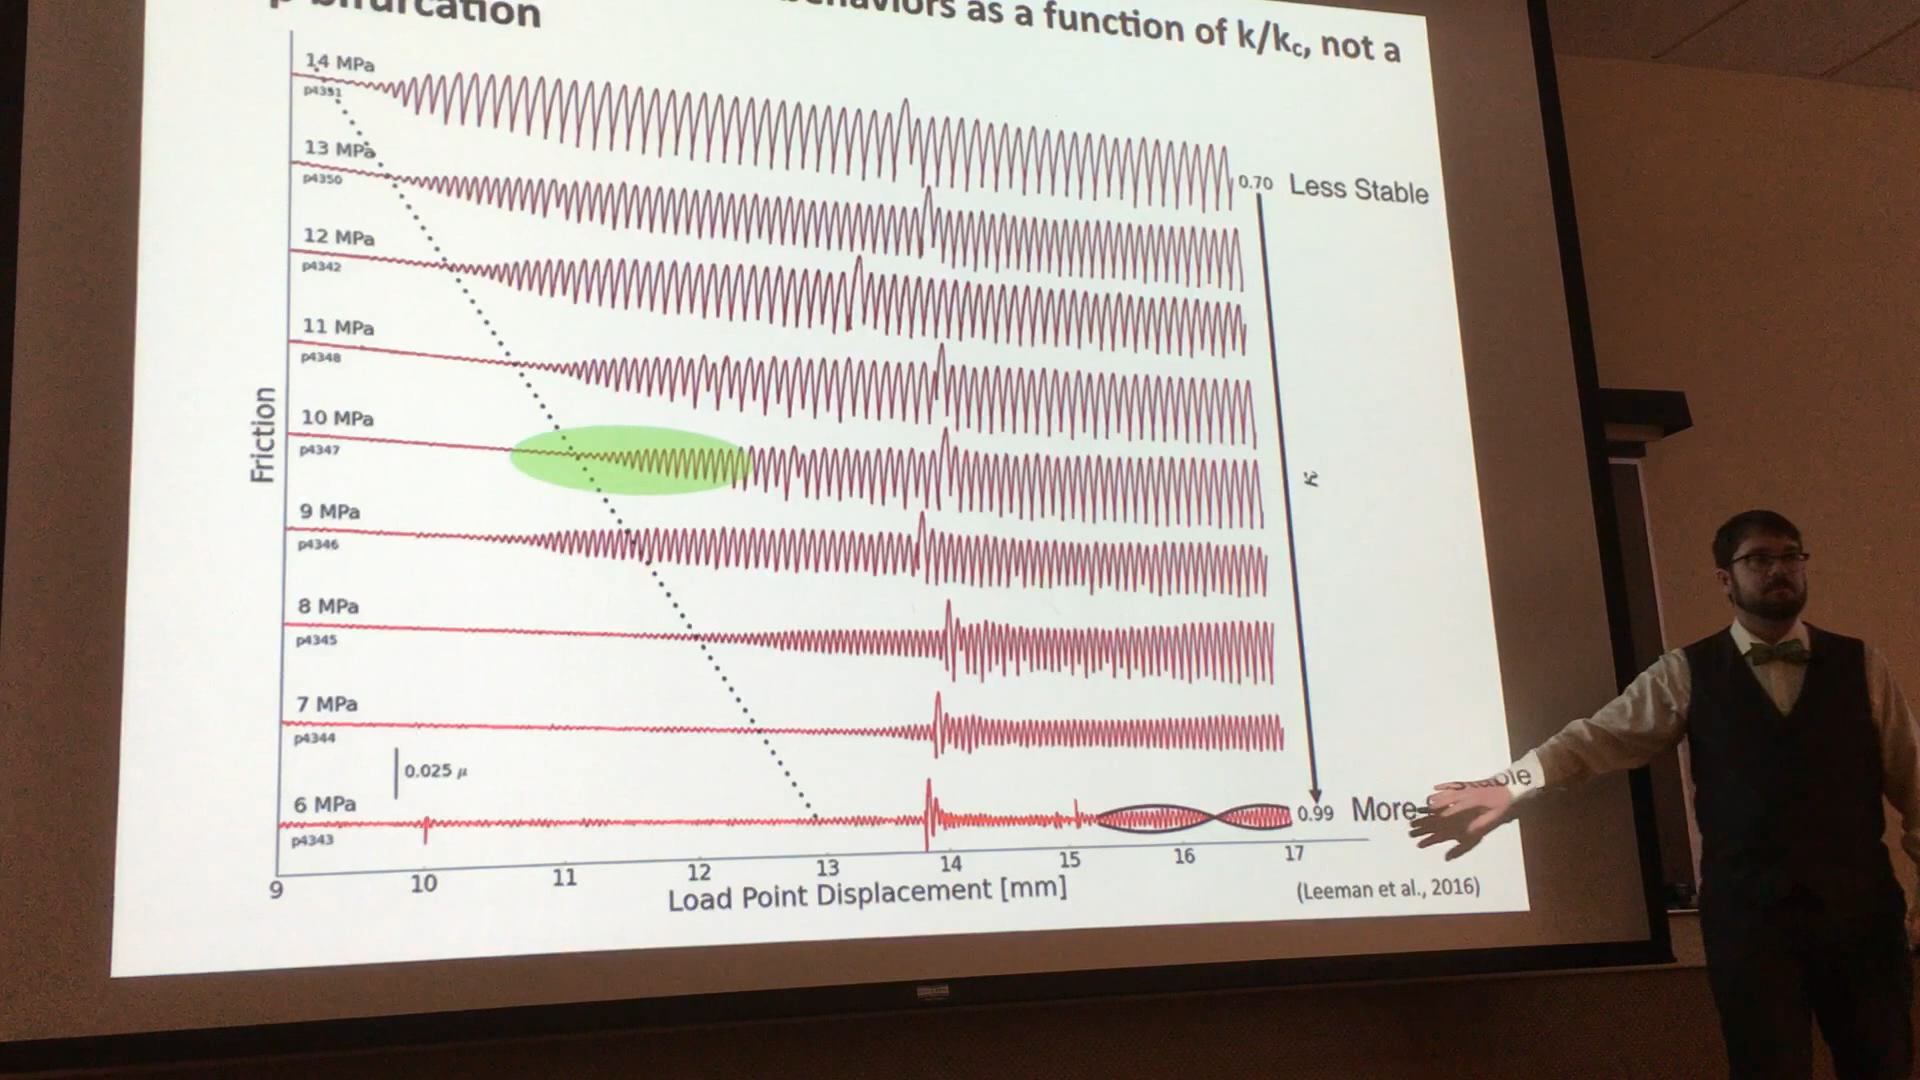 behaviors as a function of k/kc, not a
bifurcation
14 MPa
p4351
13 MPa
p4350
12 MPa
p4342
11 MPa
p4348
10 MPa
p4347
9 MPa
p4346
8 MPa
p4345
7 MPa
p4344
0.025 μ
6 MPa
p4343
Friction
0.70 Less Stable
κ
0.99 More Stable
9 10 11 12 13 14 15 16 17
Load Point Displacement [mm]
(Leeman et al., 2016)